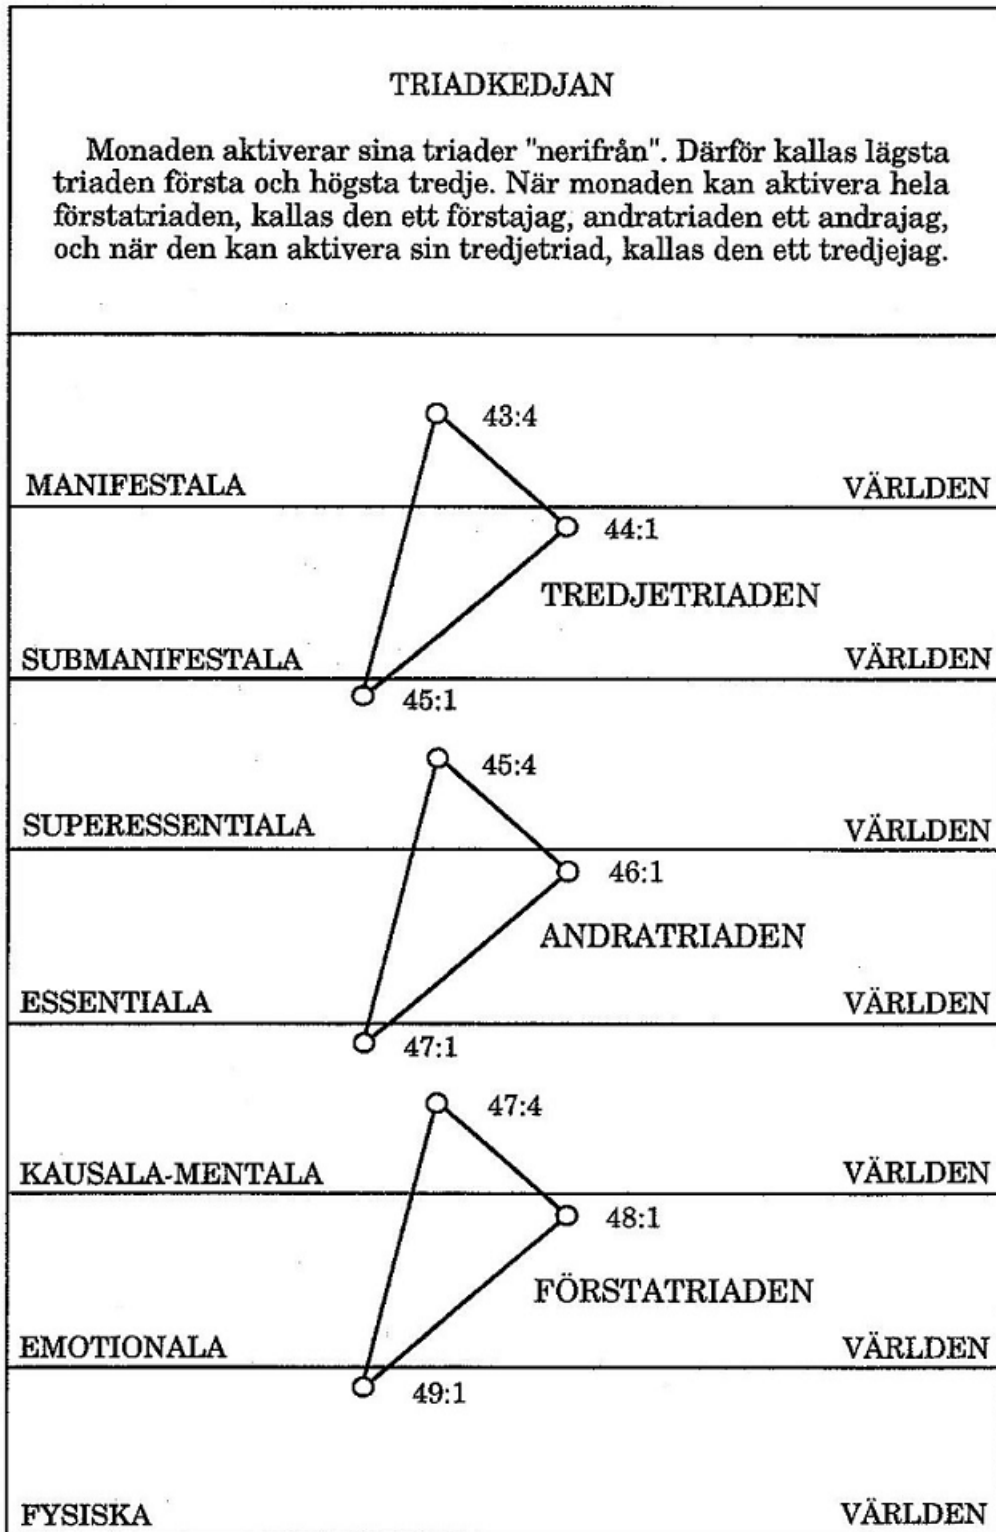 TRIADKEDJAN
Monaden aktiverar sina triader "nerifrån". Därför kallas lägsta
triaden första och högsta tredje. När monaden kan aktivera hela
förstatriaden, kallas den ett förstajag, andratriaden ett andrajag,
och när den kan aktivera sin tredjetriad, kallas den ett tredjejag.
43:4
MANIFESTALA VÄRLDEN
44:1
TREDJETRIADEN
SUBMANIFESTALA VÄRLDEN
45:1
45:4
SUPERESSENTIALA VÄRLDEN
46:1
ANDRATRIADEN
ESSENTIALA VÄRLDEN
47:1
47:4
KAUSALA-MENTALA VÄRLDEN
48:1
FÖRSTATRIADEN
EMOTIONALA VÄRLDEN
49:1
FYSISKA VÄRLDEN